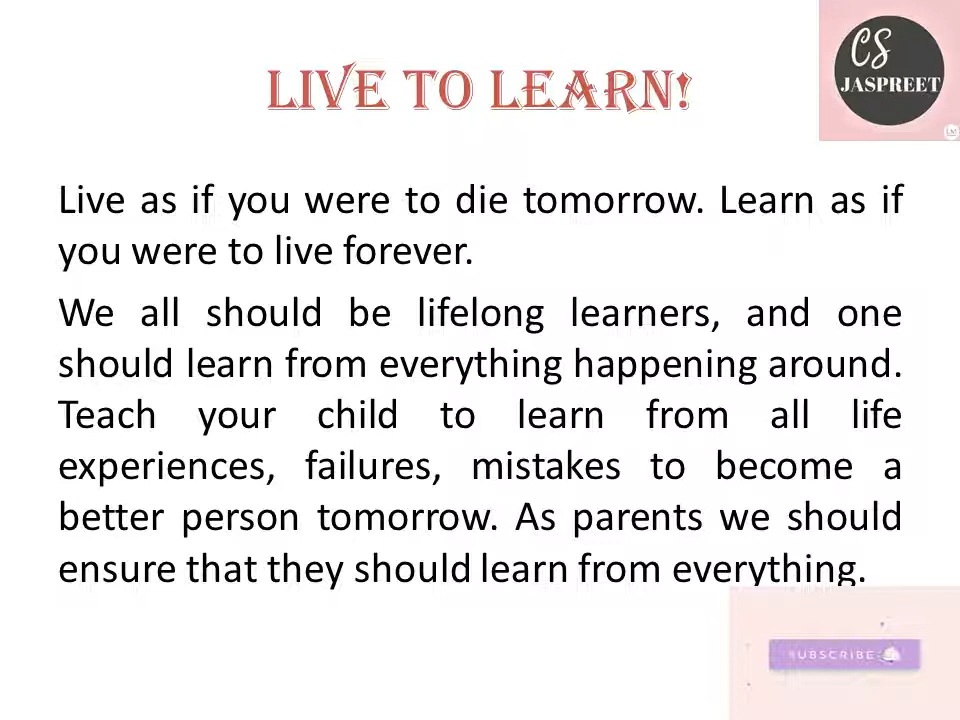 CS
JASPREET
LIVE TO LEARN!
Live as if you were to die tomorrow. Learn as if
you were to live forever.
We all should be lifelong learners, and one
should learn from everything happening around.
Teach your child to learn from all life
experiences, failures, mistakes to become a
better person tomorrow. As parents we should
ensure that they should learn from everything.
SUBSCRIBE